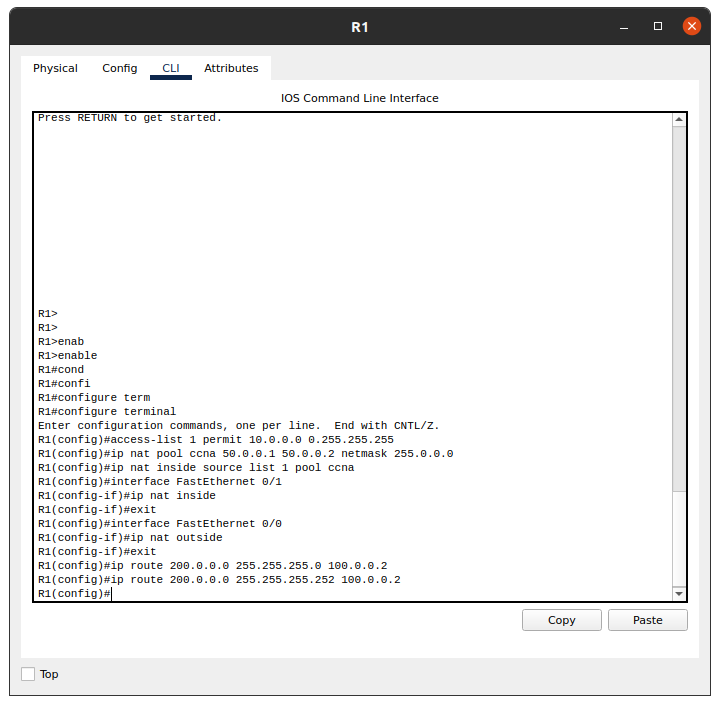 R1
Physical Config CLI Attributes
IOS Command Line Interface
Press RETURN to get started.
R1>
R1>
R1>enab
R1>enable
R1#cond
R1#confi
R1#configure term
R1#configure terminal
Enter configuration commands, one per line.  End with CNTL/Z.
R1(config)#access-list 1 permit 10.0.0.0 0.255.255.255
R1(config)#ip nat pool ccna 50.0.0.1 50.0.0.2 netmask 255.0.0.0
R1(config)#ip nat inside source list 1 pool ccna
R1(config)#interface FastEthernet 0/1
R1(config-if)#ip nat inside
R1(config-if)#exit
R1(config)#interface FastEthernet 0/0
R1(config-if)#ip nat outside
R1(config-if)#exit
R1(config)#ip route 200.0.0.0 255.255.255.0 100.0.0.2
R1(config)#ip route 200.0.0.0 255.255.255.252 100.0.0.2
R1(config)#
Copy Paste
Top